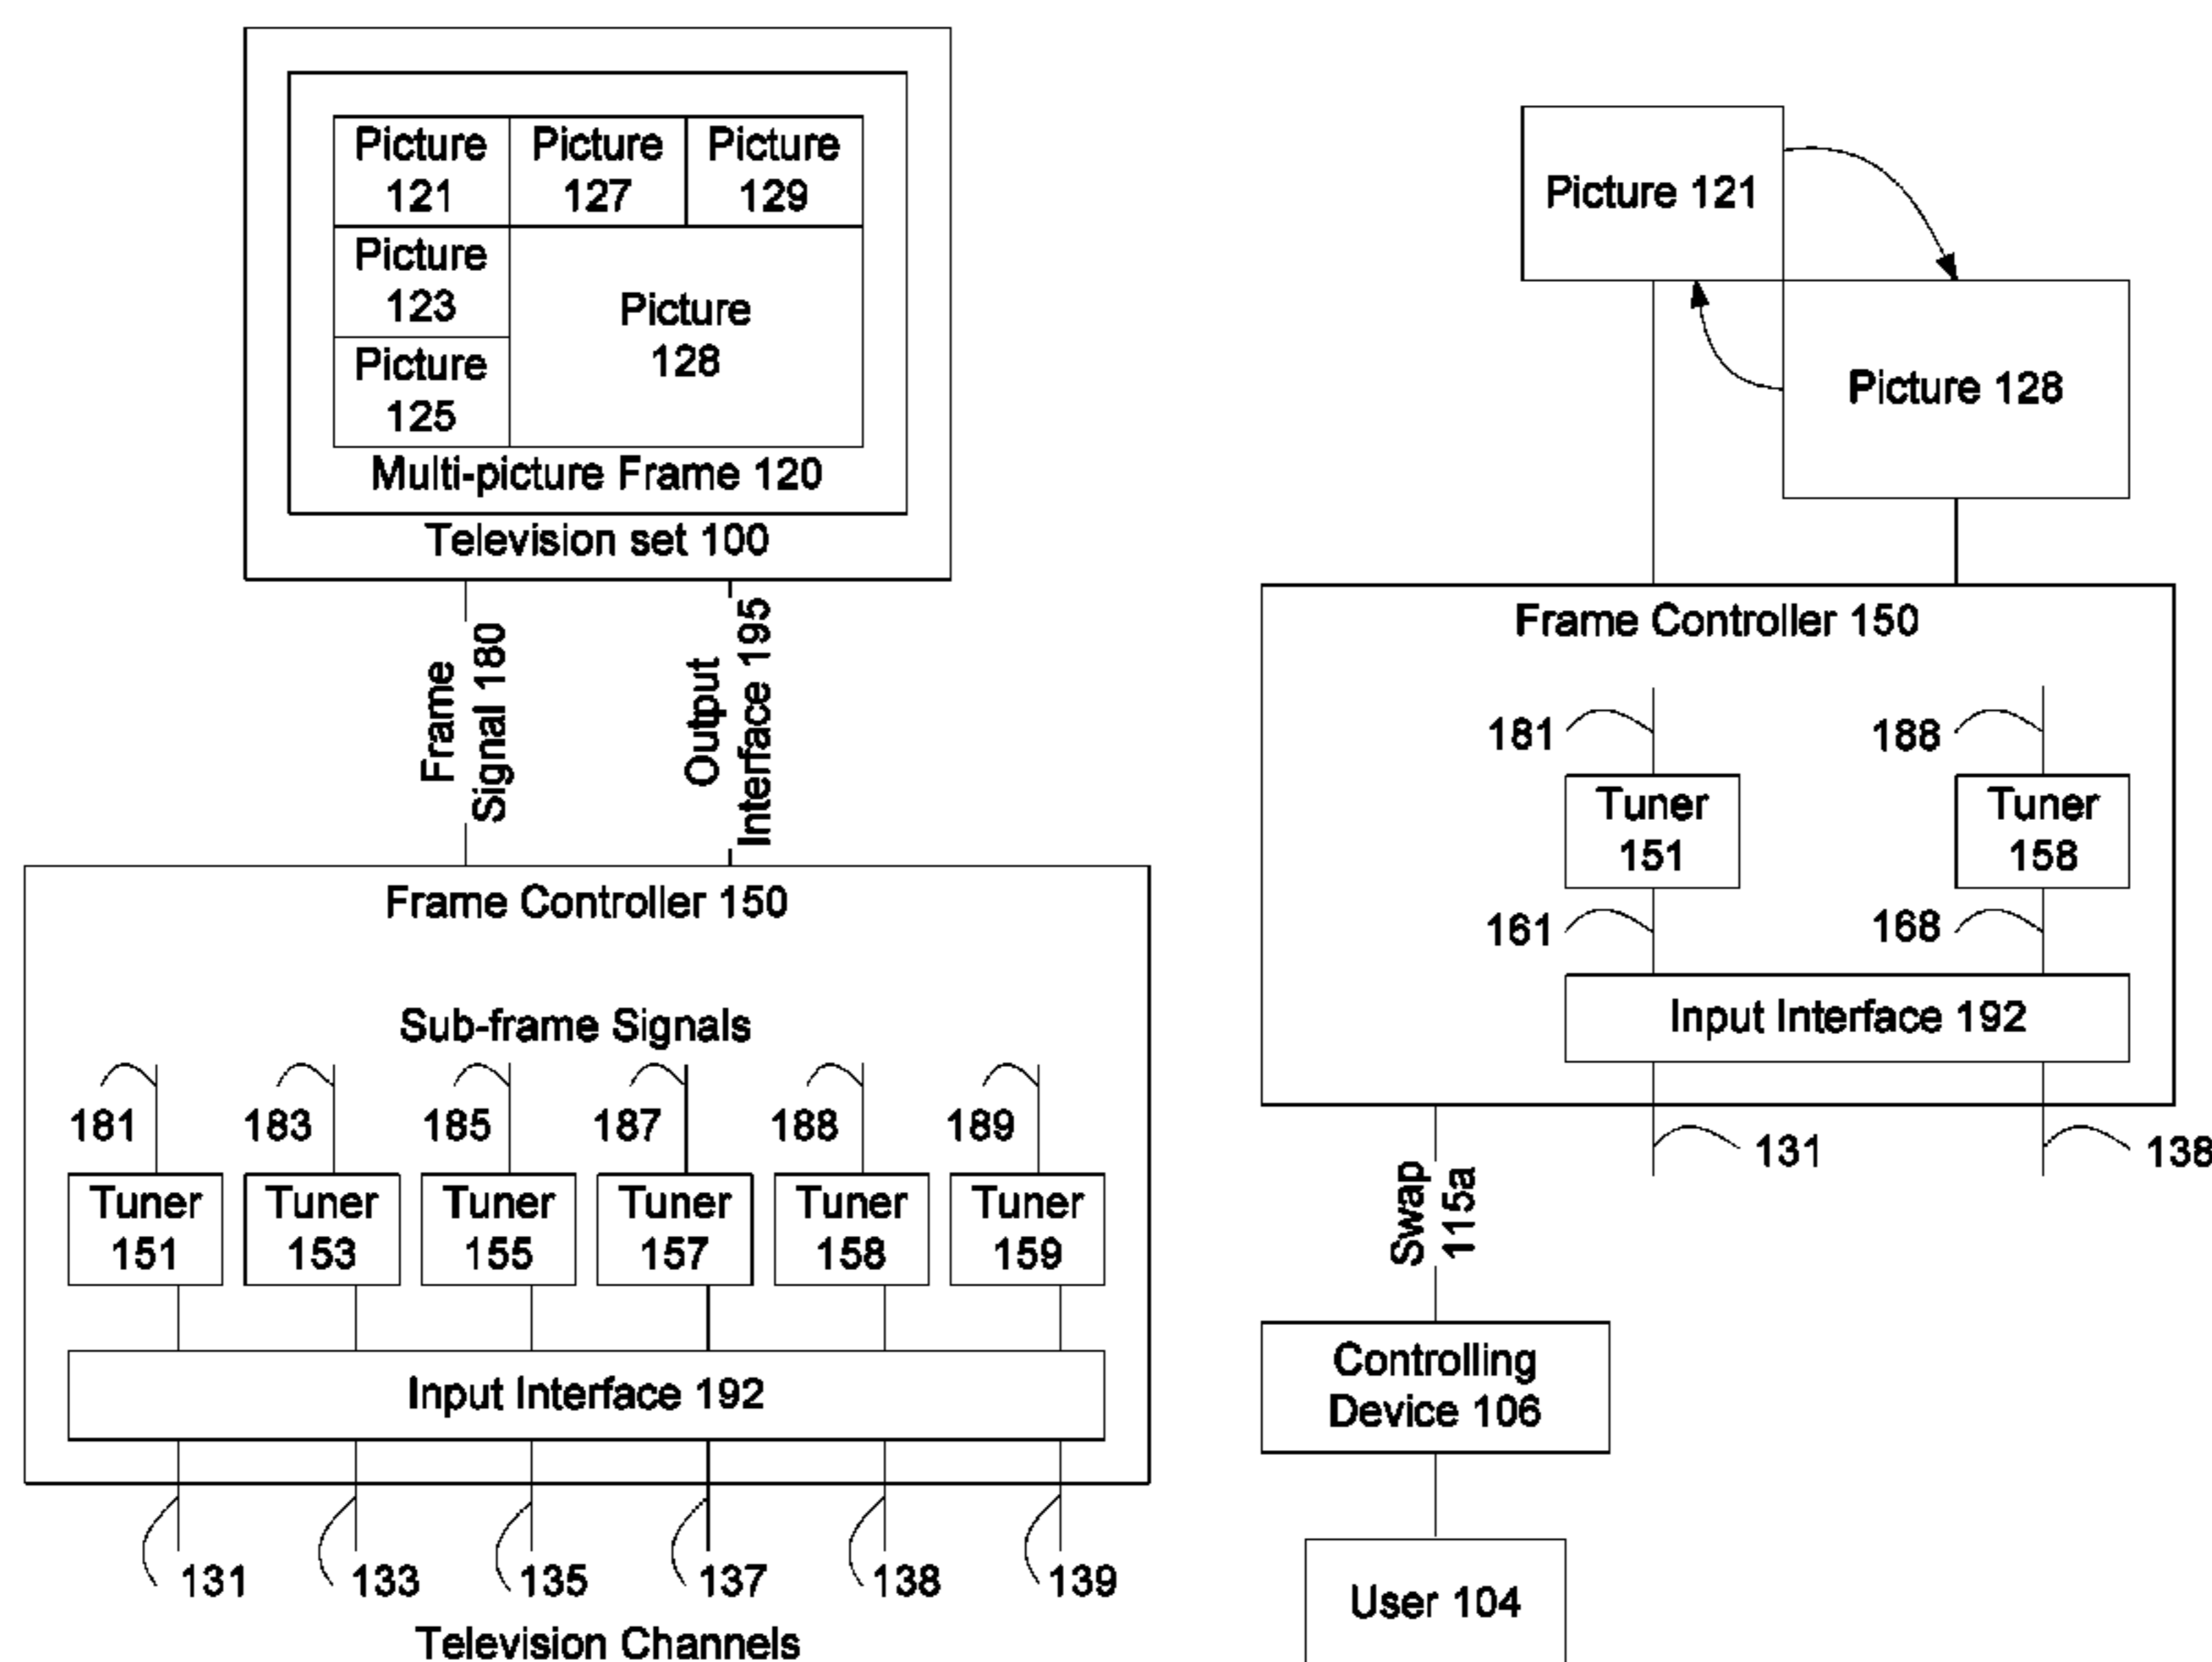 Picture 121
Picture 127
Picture 129
Picture 123
Picture 125
Picture 128
Multi-picture Frame 120
Television set 100
Frame
Signal 180
Output
Interface 195
Frame Controller 150
Sub-frame Signals
181 183 185 187 188 189
Tuner 151
Tuner 153
Tuner 155
Tuner 157
Tuner 158
Tuner 159
Input Interface 192
131 133 135 137 138 139
Television Channels
Picture 121
Picture 128
Frame Controller 150
181 188
Tuner 151
Tuner 158
161 168
Input Interface 192
131 138
Swap
115a
Controlling
Device 106
User 104